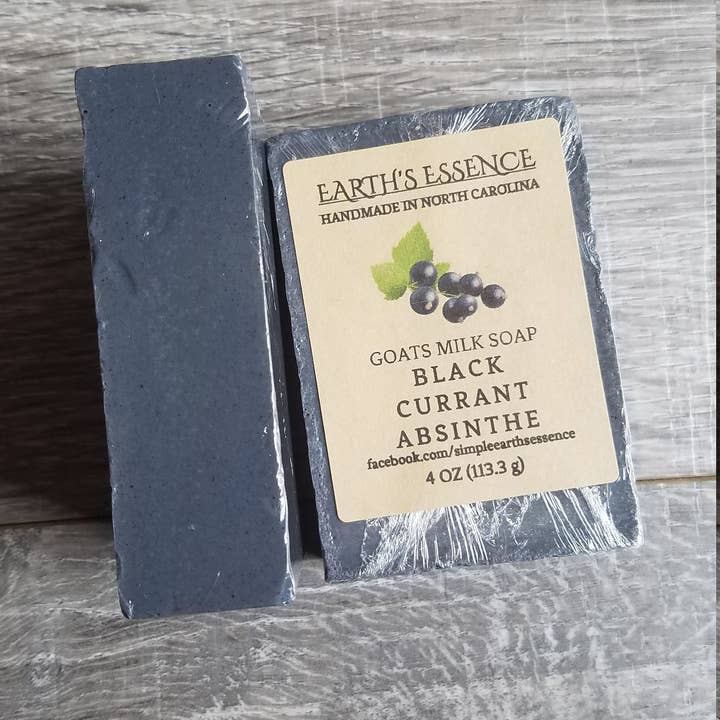 EARTH'S ESSENCE
HANDMADE IN NORTH CAROLINA
GOATS MILK SOAP
BLACK
CURRANT
ABSINTHE
facebook.com/simpleearthsessence
4 OZ (113.3 g)